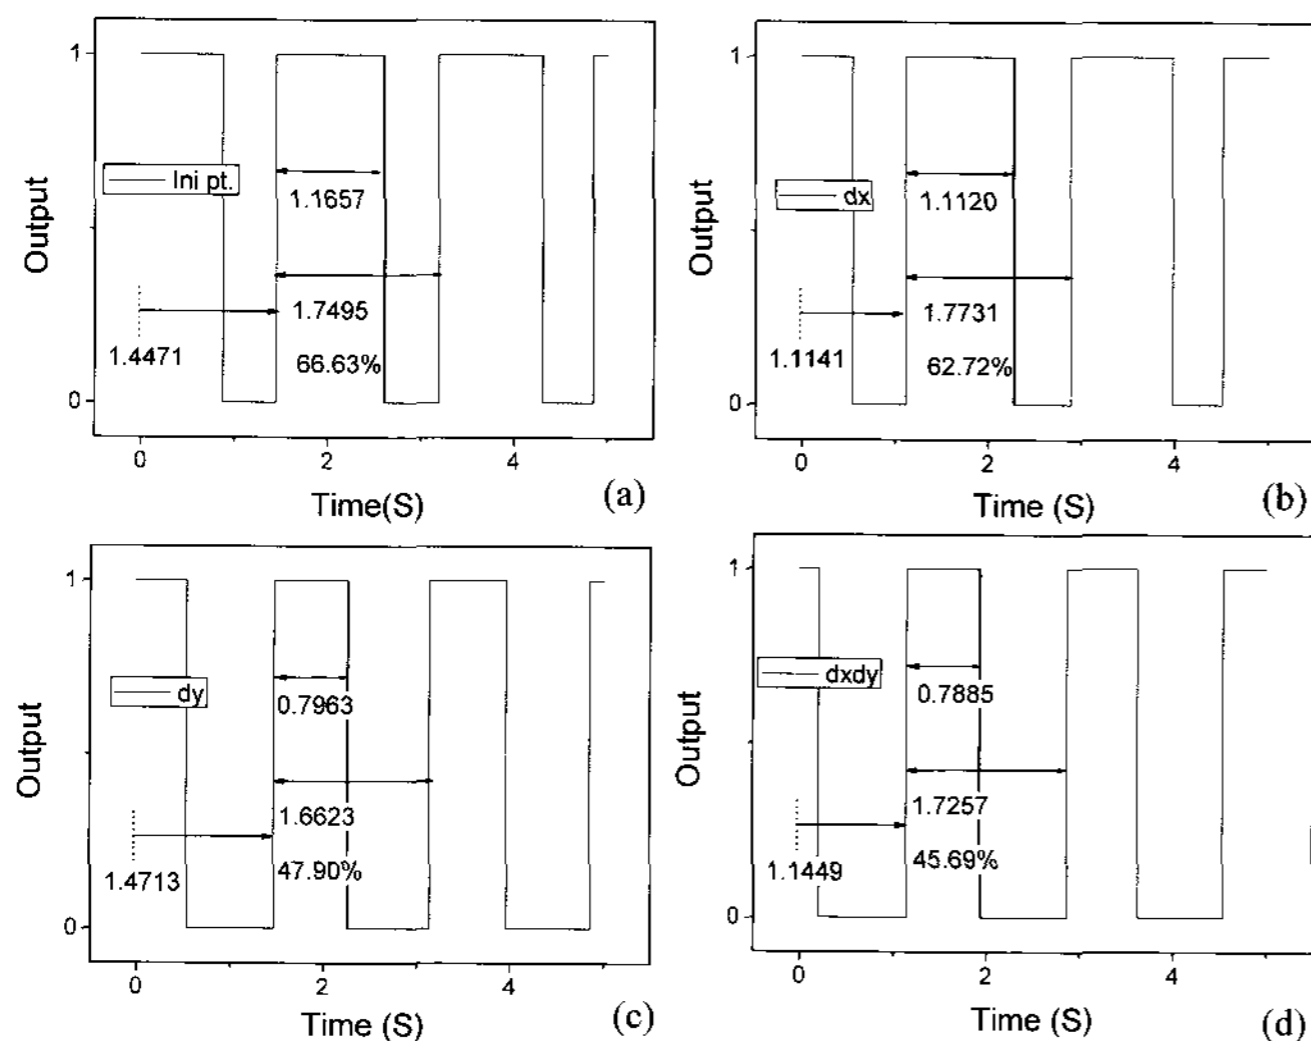 1
Output
Ini pt.
1.1657
1.7495
1.4471
66.63%
0
0 2 4
Time(S)
(a)
1
Output
dx
1.1120
1.7731
1.1141
62.72%
0
0 2 4
Time (S)
(b)
1
Output
dy
0.7963
1.6623
1.4713
47.90%
0
0 2 4
Time (S)
(c)
1
Output
dxdy
0.7885
1.7257
1.1449
45.69%
0
0 2 4
Time (S)
(d)